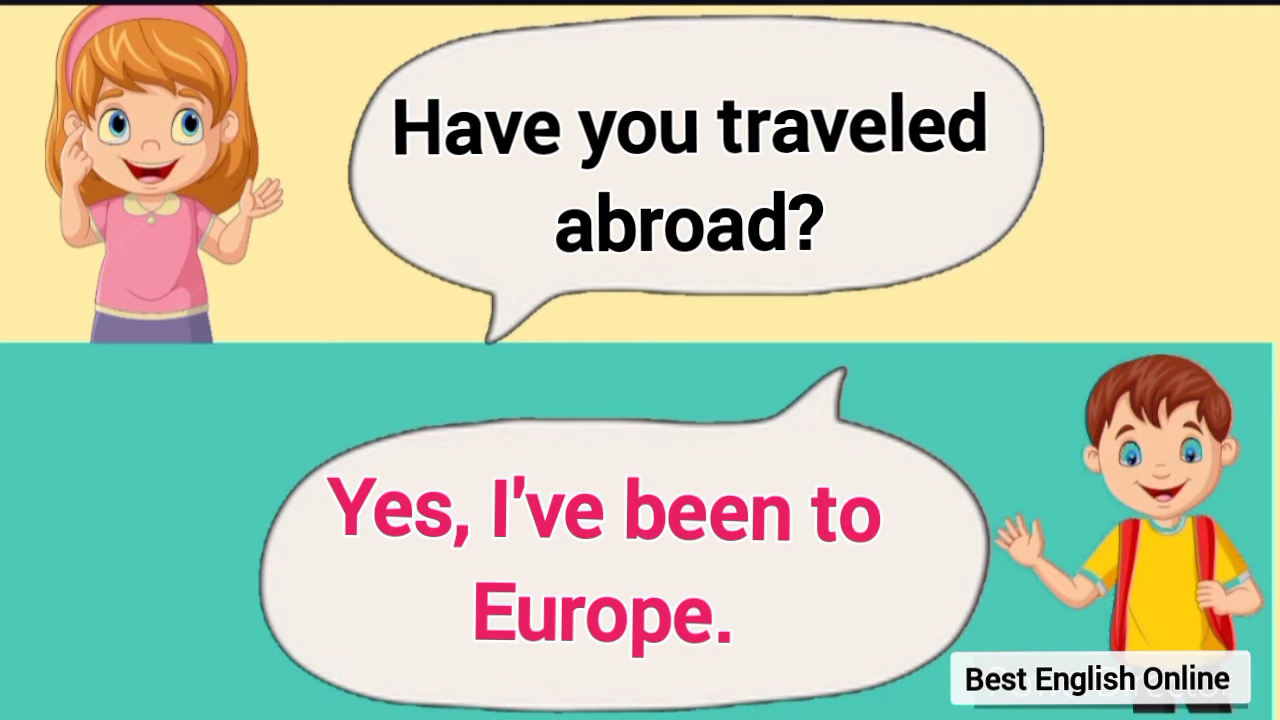 Have you traveled
abroad?
Yes, I've been to
Europe.
Best English Online